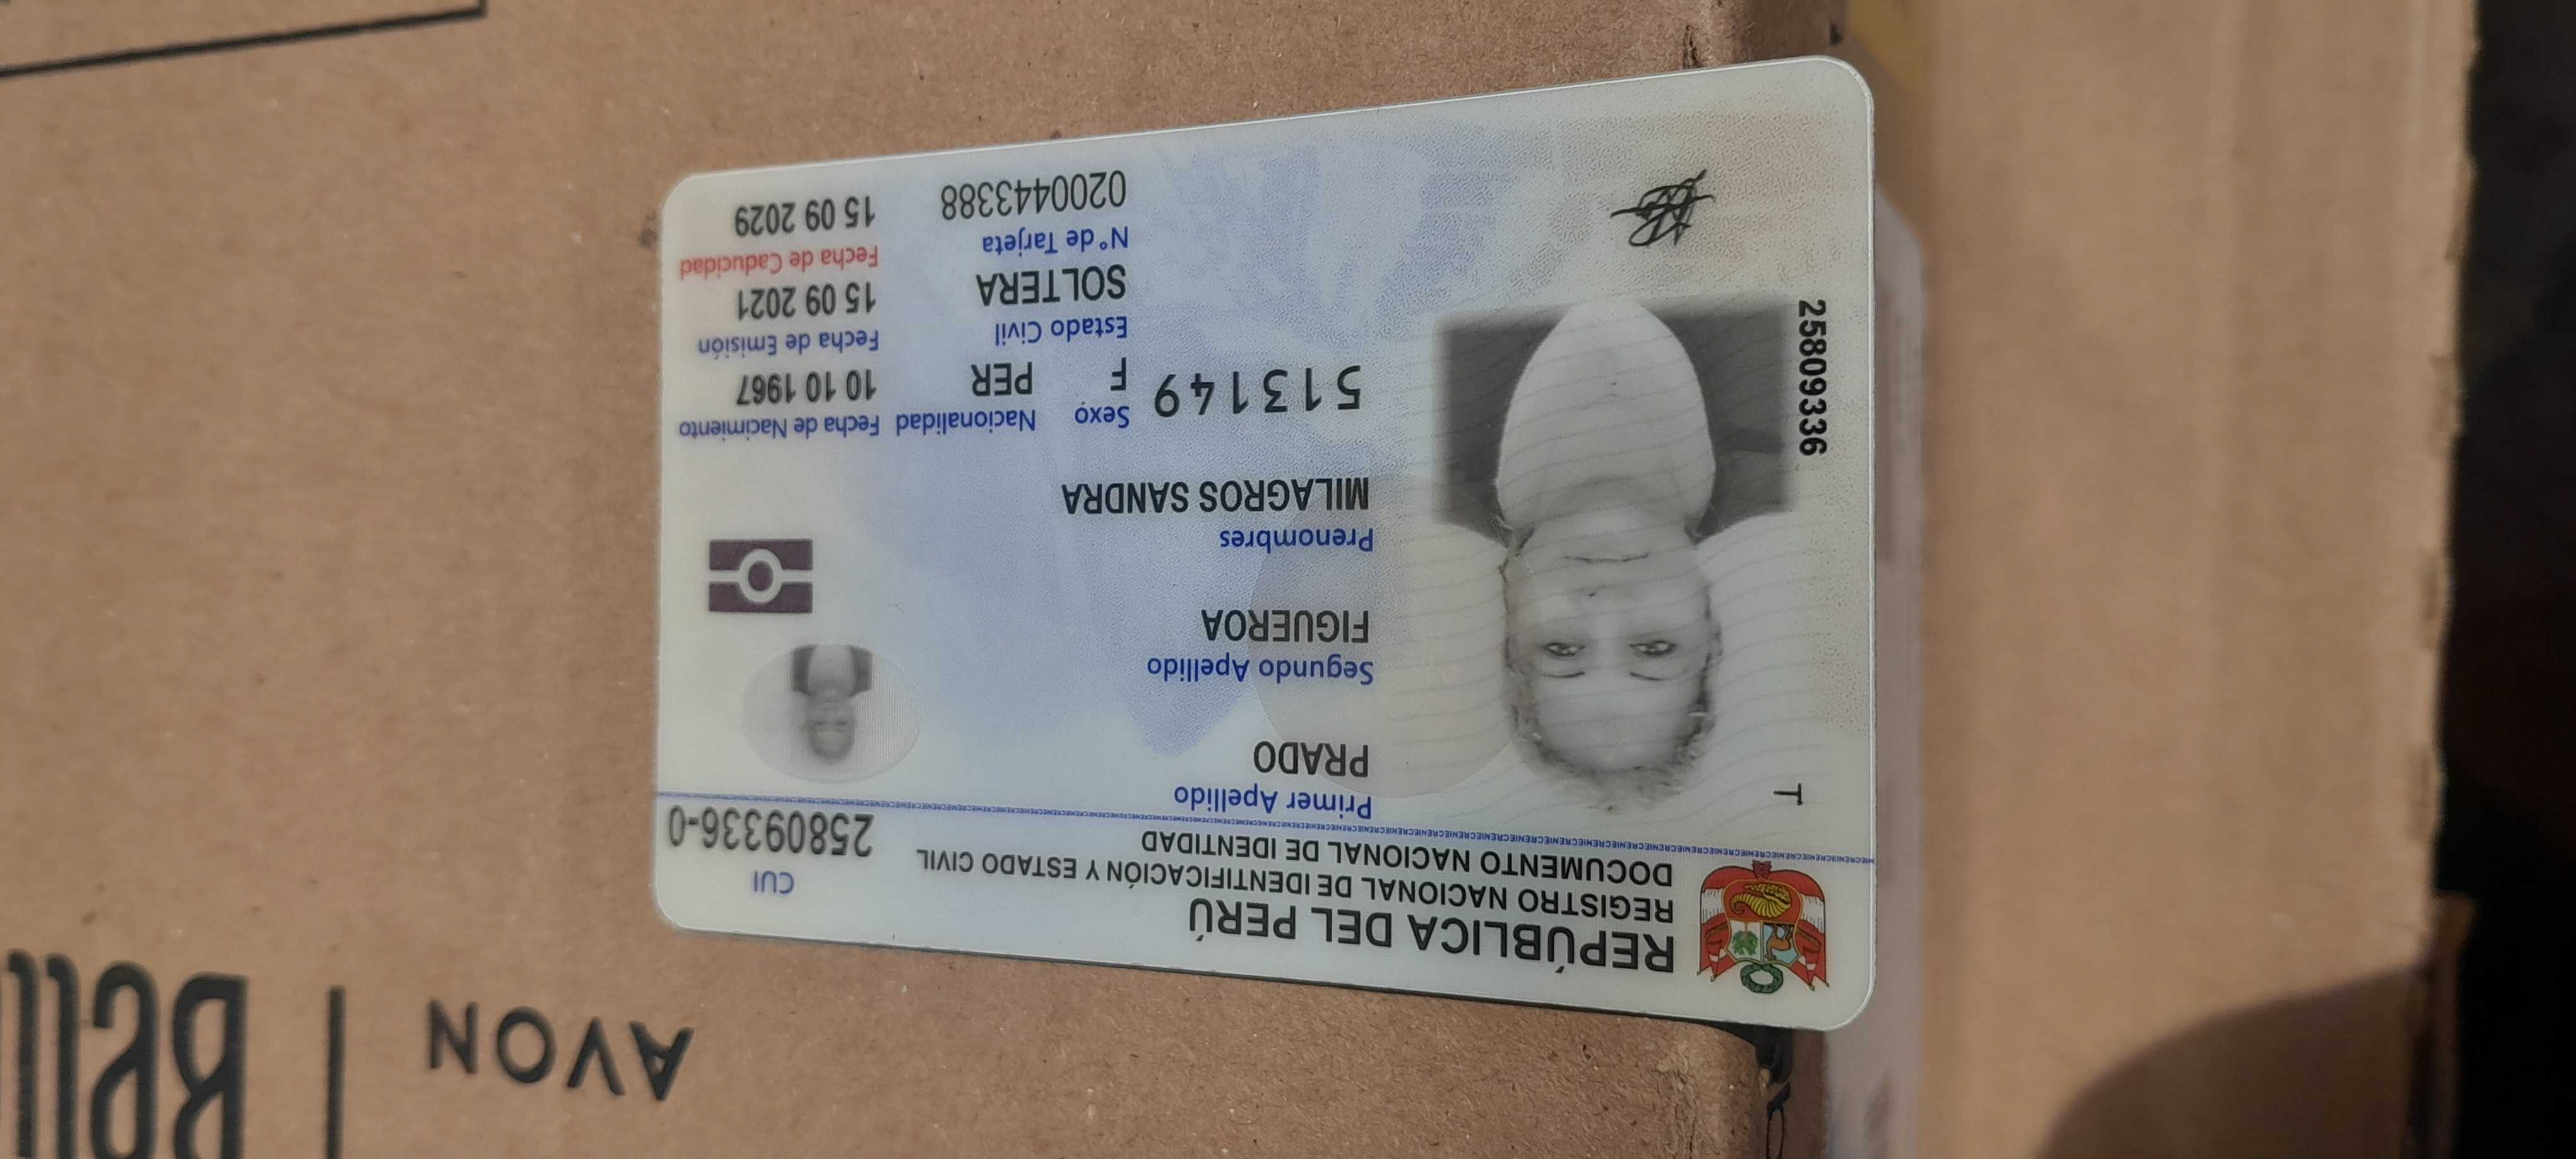 REPÚBLICA DEL PERÚ
REGISTRO NACIONAL DE IDENTIFICACIÓN Y ESTADO CIVIL
DOCUMENTO NACIONAL DE IDENTIDAD
CUI
25809336-0
T
Primer Apellido
PRADO
Segundo Apellido
FIGUEROA
Prenombres
MILAGROS SANDRA
Sexo Nacionalidad Fecha de Nacimiento
F PER 10 10 1967
513149
Estado Civil Fecha de Emisión
SOLTERA 15 09 2021
N° de Tarjeta Fecha de Caducidad
0200443388 15 09 2029
25809336
AVON